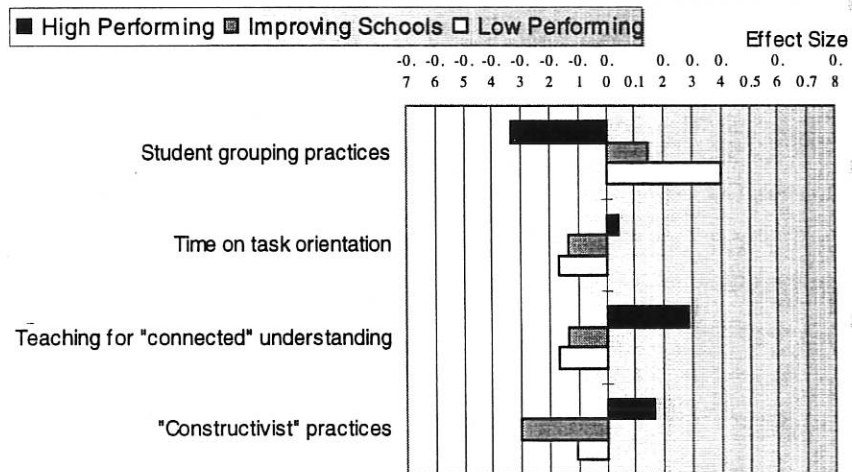 High Performing Improving Schools Low Performing
Effect Size
-0. -0. -0. -0. -0. -0. -0. 0. 0.1 0. 0. 0. 0.5 0. 0.7 0.
7 6 5 4 3 2 1 0 2 3 4 6 8
Student grouping practices
Time on task orientation
Teaching for "connected" understanding
"Constructivist" practices